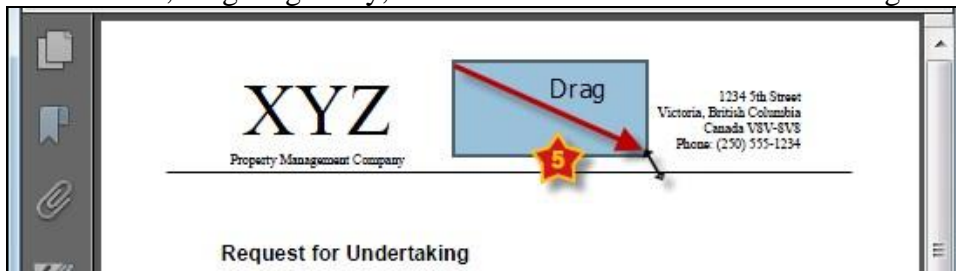 XYZ
Property Management Company
Drag
5
1234 5th Street
Victoria, British Columbia
Canada V8V-8V8
Phone: (250) 555-1234
Request for Undertaking